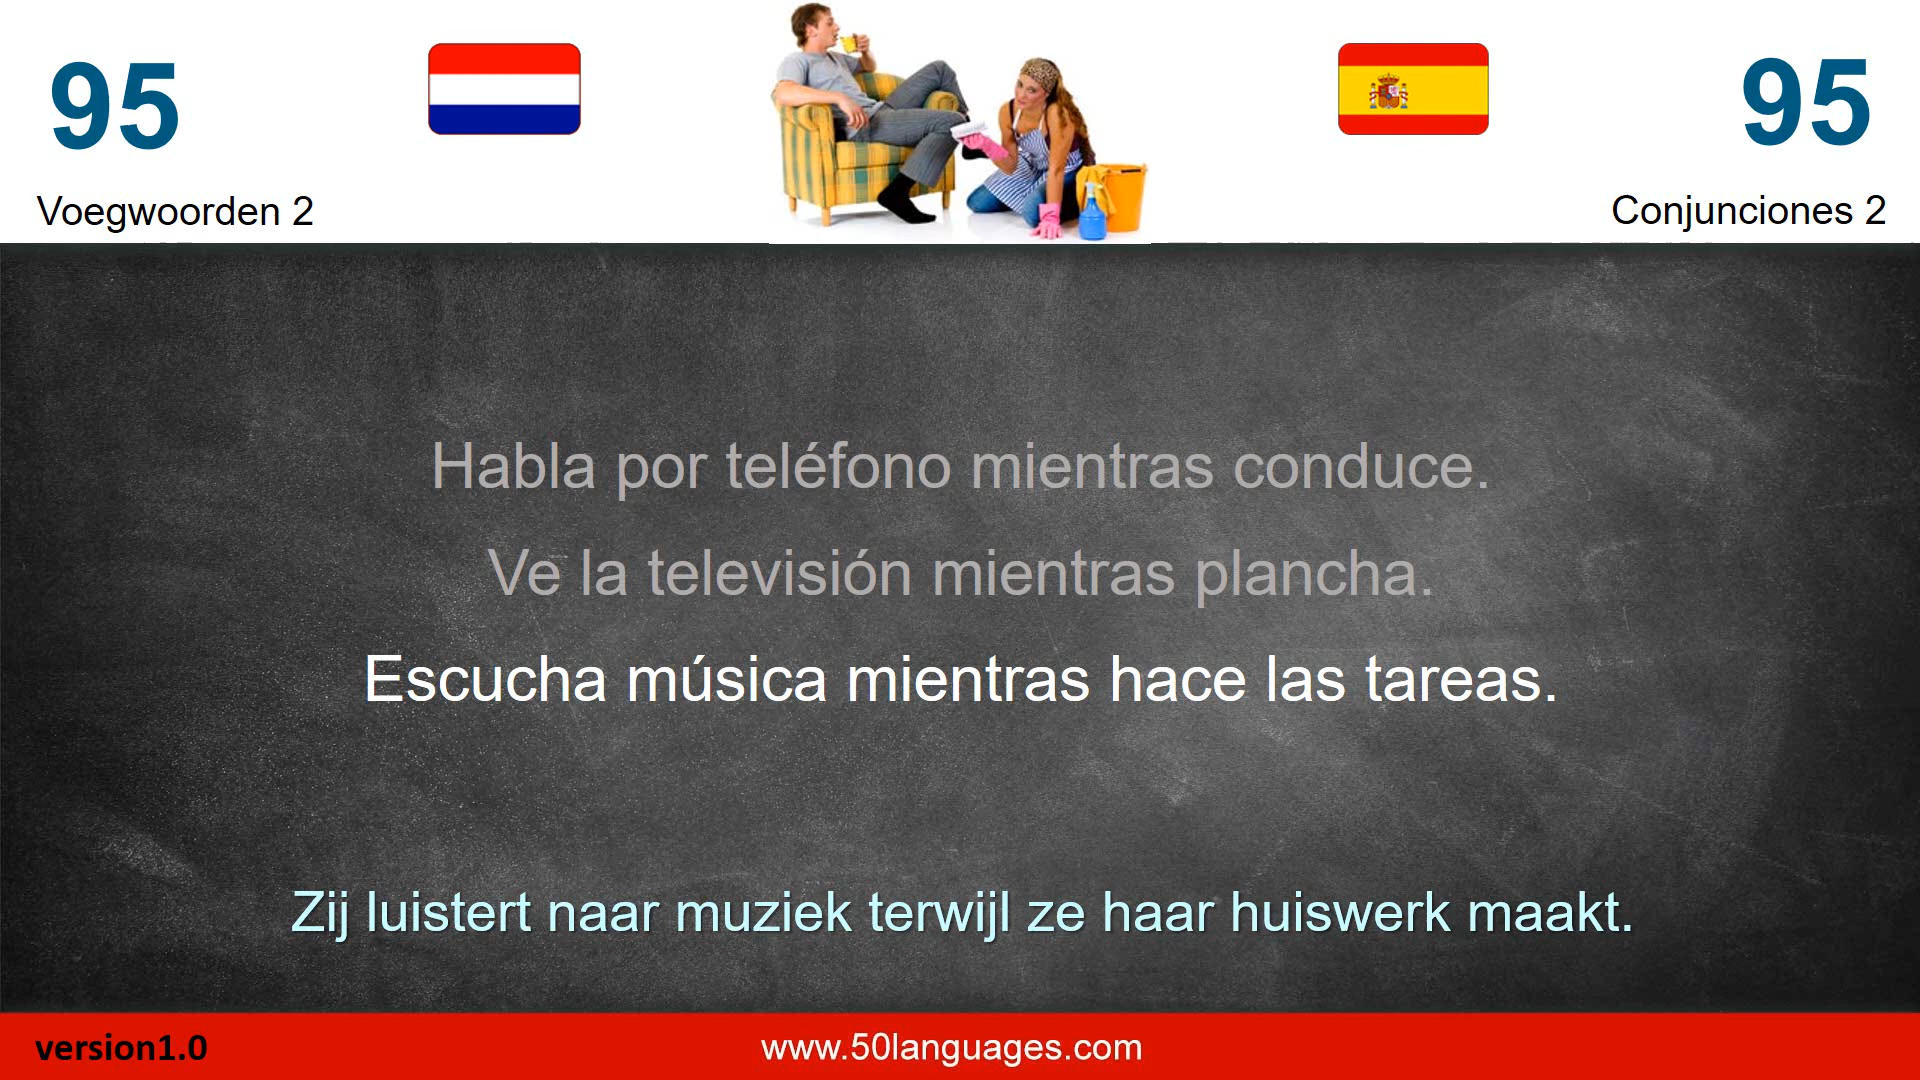 95
95
Voegwoorden 2
Conjunciones 2
Habla por teléfono mientras conduce.
Ve la televisión mientras plancha.
Escucha música mientras hace las tareas.
Zij luistert naar muziek terwijl ze haar huiswerk maakt.
version1.0
www.50languages.com